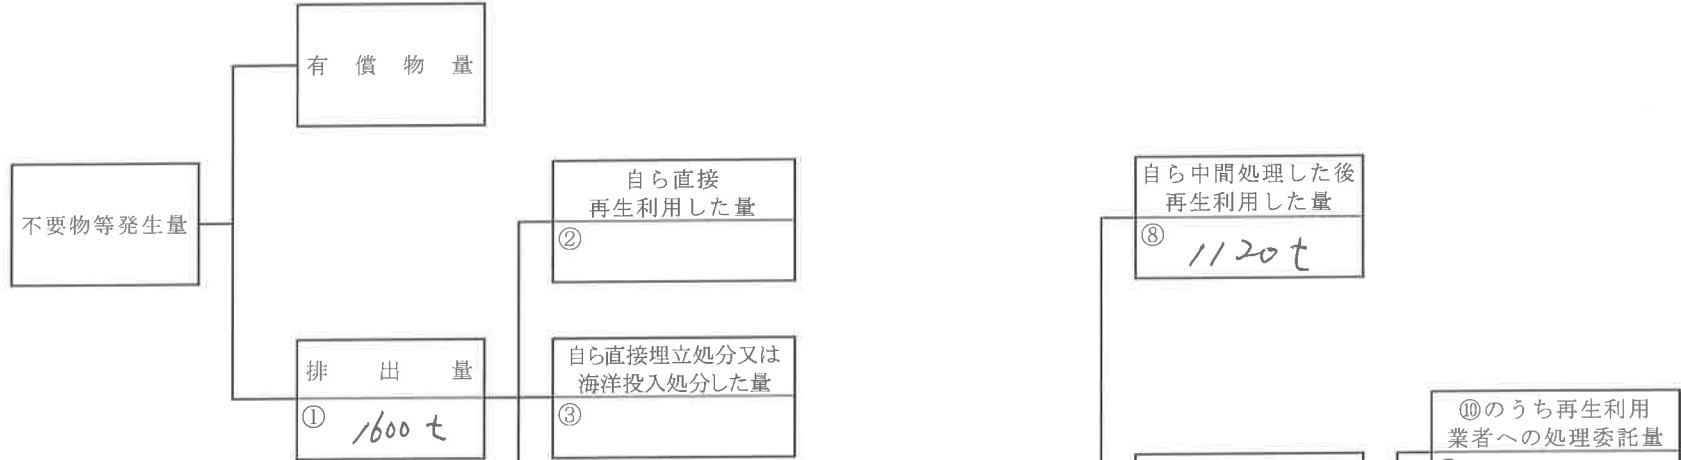 有償物量
不要物等発生量
排出量
①
1600t
自ら直接
再生利用した量
②
自ら直接埋立処分又は
海洋投入処分した量
③
自ら中間処理した後
再生利用した量
⑧
1120t
⑩のうち再生利用
業者への処理委託量